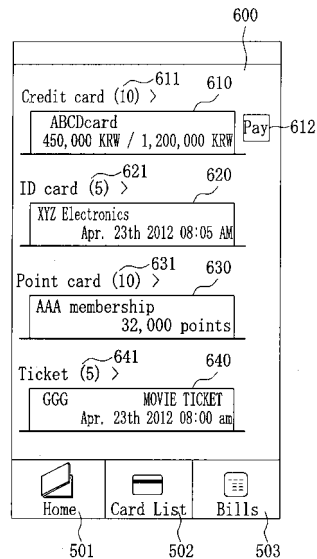 600
611
Credit card (10) >
610
ABCDcard
450,000 KRW / 1,200,000 KRW
Pay
612
621
ID card (5) >
620
XYZ Electronics
Apr. 23th 2012 08:05 AM
631
Point card (10) >
630
AAA membership
32,000 points
641
Ticket (5) >
640
GGG MOVIE TICKET
Apr. 23th 2012 08:00 am
Home Card List Bills
501 502 503